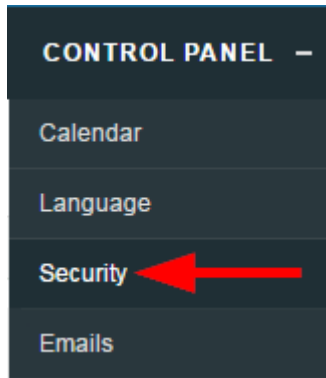 CONTROL PANEL –
Calendar
Language
Security
Emails